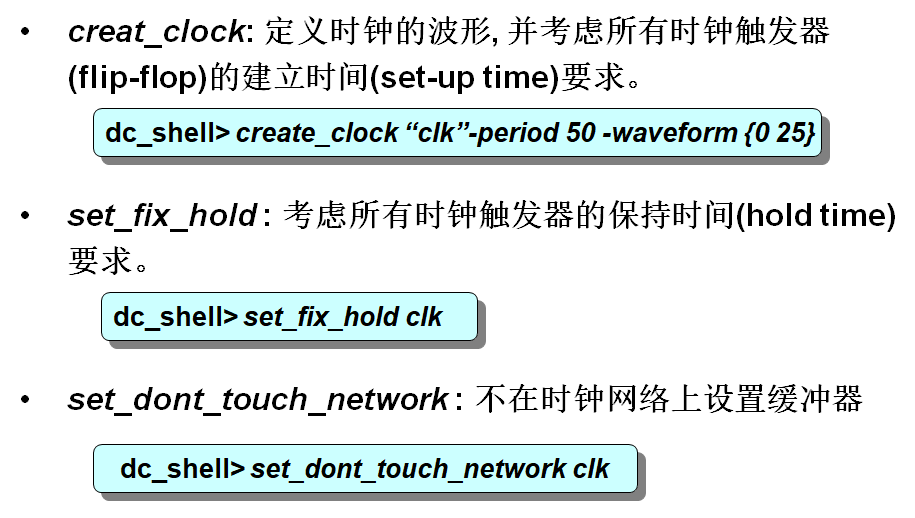 • creat_clock: 定义时钟的波形, 并考虑所有时钟触发器
(flip-flop)的建立时间(set-up time)要求。
dc_shell> create_clock “clk”-period 50 -waveform {0 25}
• set_fix_hold : 考虑所有时钟触发器的保持时间(hold time)
要求。
dc_shell> set_fix_hold clk
• set_dont_touch_network : 不在时钟网络上设置缓冲器
dc_shell> set_dont_touch_network clk